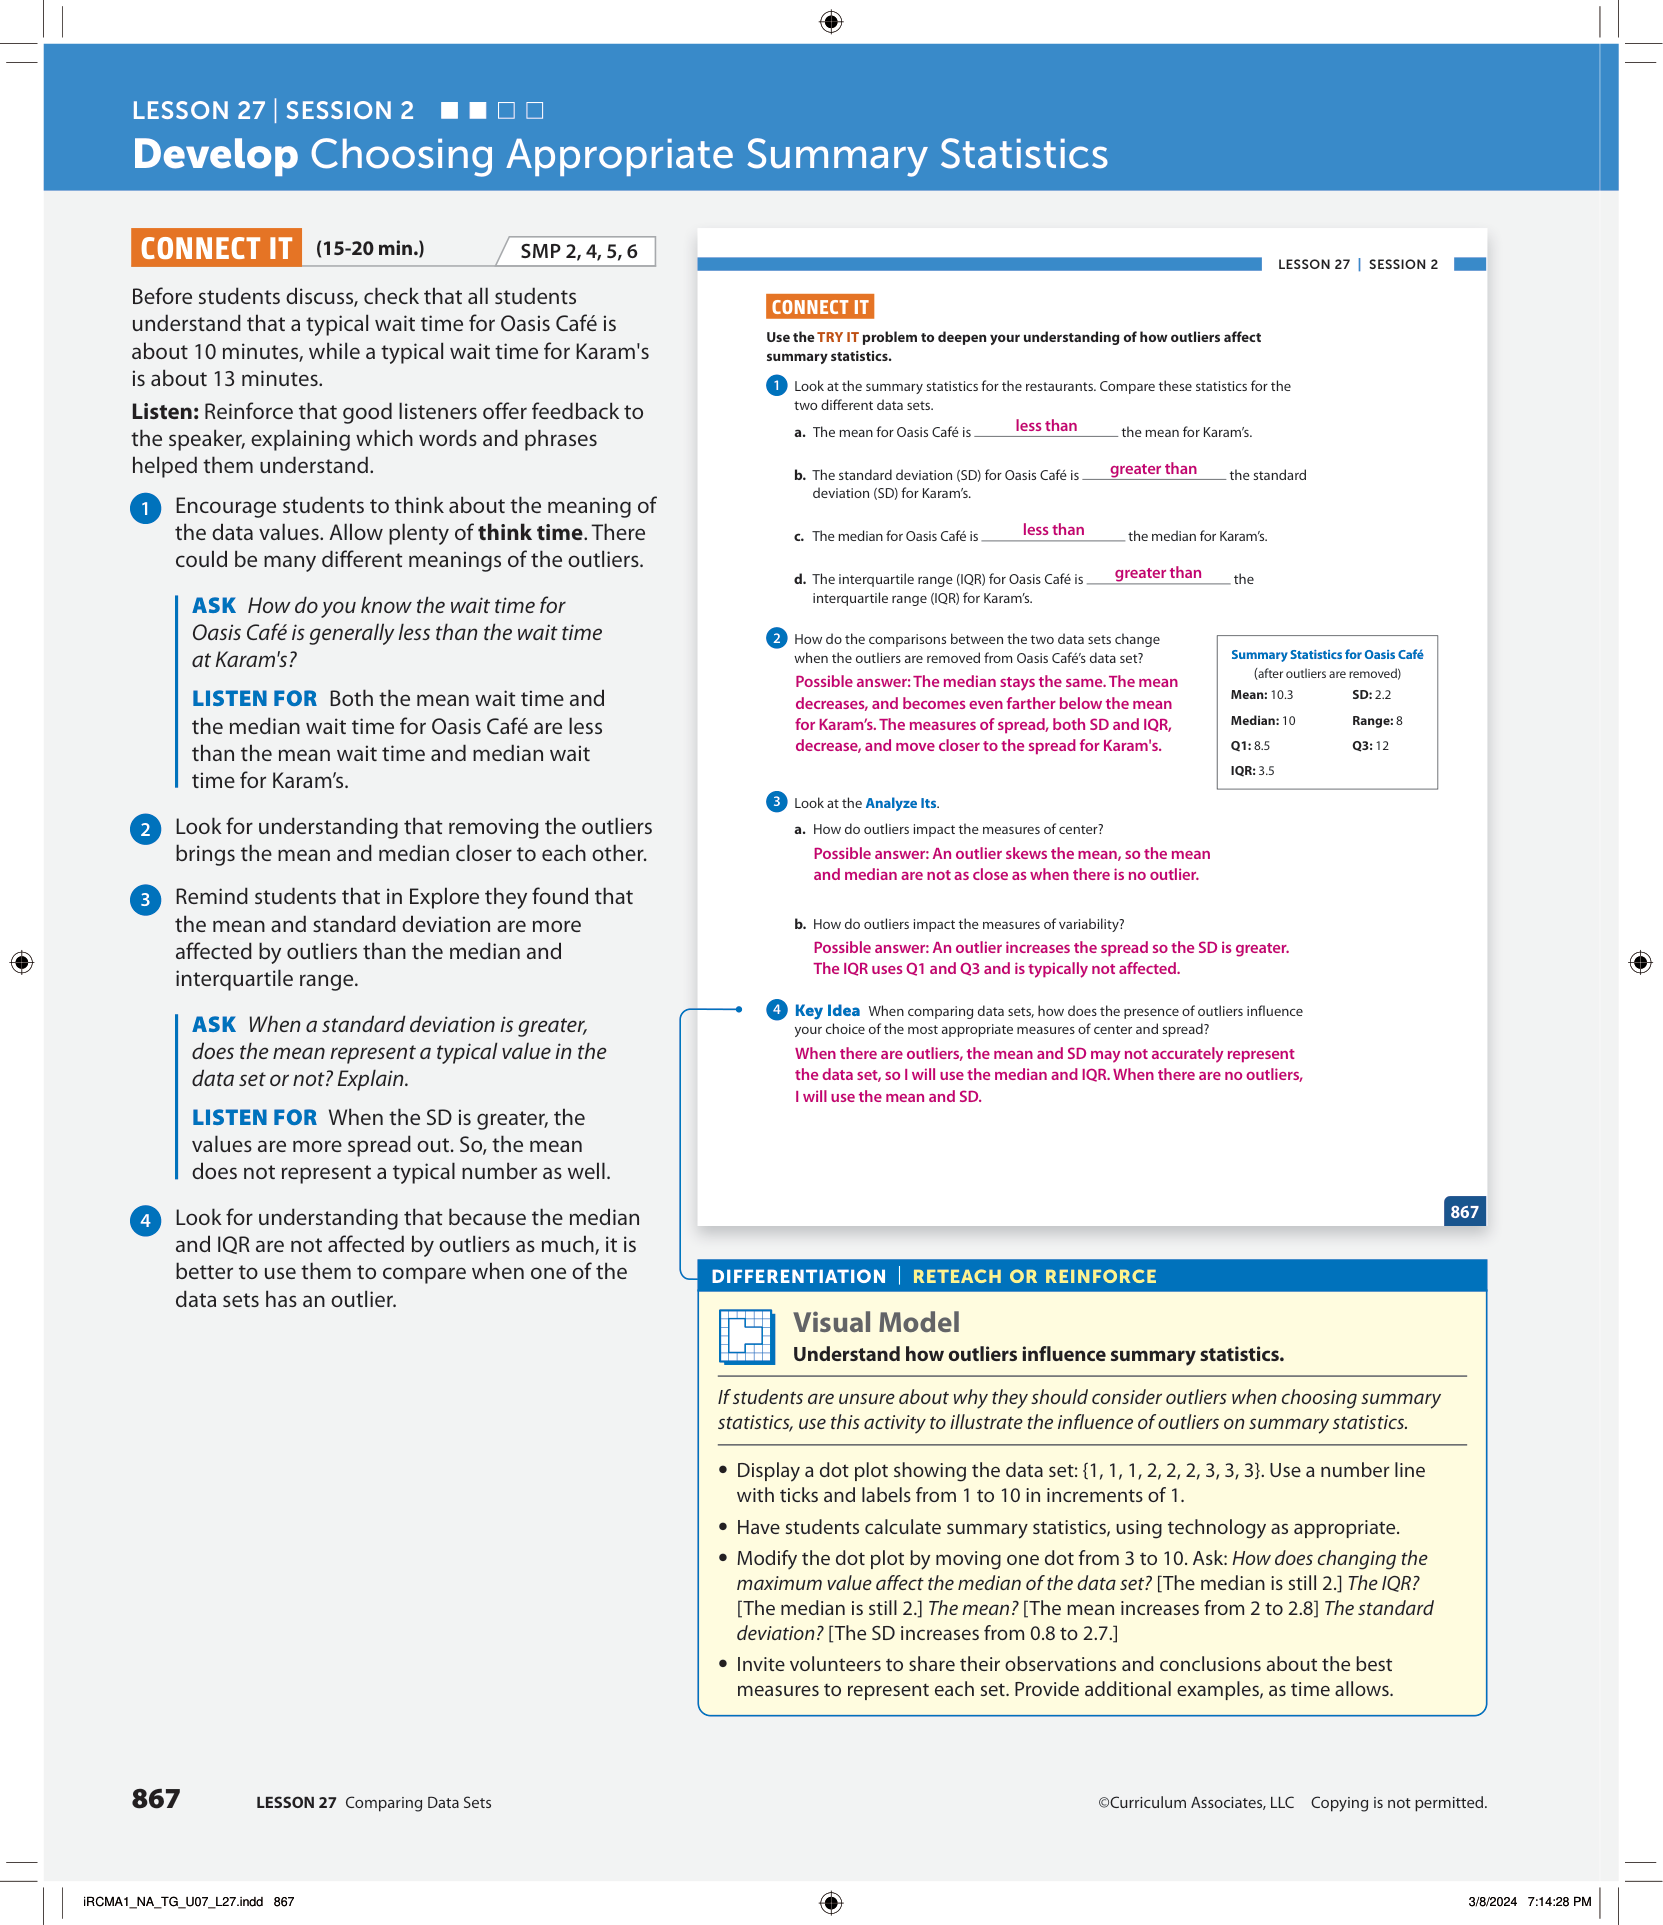 LESSON 27 | SESSION 2
Develop Choosing Appropriate Summary Statistics
CONNECT IT (15-20 min.) SMP 2, 4, 5, 6
Before students discuss, check that all students
understand that a typical wait time for Oasis Café is
about 10 minutes, while a typical wait time for Karam's
is about 13 minutes.
Listen: Reinforce that good listeners offer feedback to
the speaker, explaining which words and phrases
helped them understand.
1 Encourage students to think about the meaning of
the data values. Allow plenty of think time. There
could be many different meanings of the outliers.
ASK How do you know the wait time for
Oasis Café is generally less than the wait time
at Karam's?
LISTEN FOR Both the mean wait time and
the median wait time for Oasis Café are less
than the mean wait time and median wait
time for Karam’s.
2 Look for understanding that removing the outliers
brings the mean and median closer to each other.
3 Remind students that in Explore they found that
the mean and standard deviation are more
affected by outliers than the median and
interquartile range.
ASK When a standard deviation is greater,
does the mean represent a typical value in the
data set or not? Explain.
LISTEN FOR When the SD is greater, the
values are more spread out. So, the mean
does not represent a typical number as well.
4 Look for understanding that because the median
and IQR are not affected by outliers as much, it is
better to use them to compare when one of the
data sets has an outlier.
LESSON 27 | SESSION 2
CONNECT IT
Use the TRY IT problem to deepen your understanding of how outliers affect
summary statistics.
1 Look at the summary statistics for the restaurants. Compare these statistics for the
two different data sets.
a. The mean for Oasis Café is less than the mean for Karam’s.
b. The standard deviation (SD) for Oasis Café is greater than the standard
deviation (SD) for Karam’s.
c. The median for Oasis Café is less than the median for Karam’s.
d. The interquartile range (IQR) for Oasis Café is greater than the
interquartile range (IQR) for Karam’s.
2 How do the comparisons between the two data sets change
when the outliers are removed from Oasis Café’s data set?
Possible answer: The median stays the same. The mean
decreases, and becomes even farther below the mean
for Karam’s. The measures of spread, both SD and IQR,
decrease, and move closer to the spread for Karam's.
Summary Statistics for Oasis Café
(after outliers are removed)
Mean: 10.3 SD: 2.2
Median: 10 Range: 8
Q1: 8.5 Q3: 12
IQR: 3.5
3 Look at the Analyze Its.
a. How do outliers impact the measures of center?
Possible answer: An outlier skews the mean, so the mean
and median are not as close as when there is no outlier.
b. How do outliers impact the measures of variability?
Possible answer: An outlier increases the spread so the SD is greater.
The IQR uses Q1 and Q3 and is typically not affected.
4 Key Idea When comparing data sets, how does the presence of outliers influence
your choice of the most appropriate measures of center and spread?
When there are outliers, the mean and SD may not accurately represent
the data set, so I will use the median and IQR. When there are no outliers,
I will use the mean and SD.
867
DIFFERENTIATION | RETEACH OR REINFORCE
Visual Model
Understand how outliers influence summary statistics.
If students are unsure about why they should consider outliers when choosing summary
statistics, use this activity to illustrate the influence of outliers on summary statistics.
• Display a dot plot showing the data set: {1, 1, 1, 2, 2, 2, 3, 3, 3}. Use a number line
with ticks and labels from 1 to 10 in increments of 1.
• Have students calculate summary statistics, using technology as appropriate.
• Modify the dot plot by moving one dot from 3 to 10. Ask: How does changing the
maximum value affect the median of the data set? [The median is still 2.] The IQR?
[The median is still 2.] The mean? [The mean increases from 2 to 2.8] The standard
deviation? [The SD increases from 0.8 to 2.7.]
• Invite volunteers to share their observations and conclusions about the best
measures to represent each set. Provide additional examples, as time allows.
867 LESSON 27 Comparing Data Sets ©Curriculum Associates, LLC Copying is not permitted.
iRCMA1_NA_TG_U07_L27.indd 867 3/8/2024 7:14:28 PM